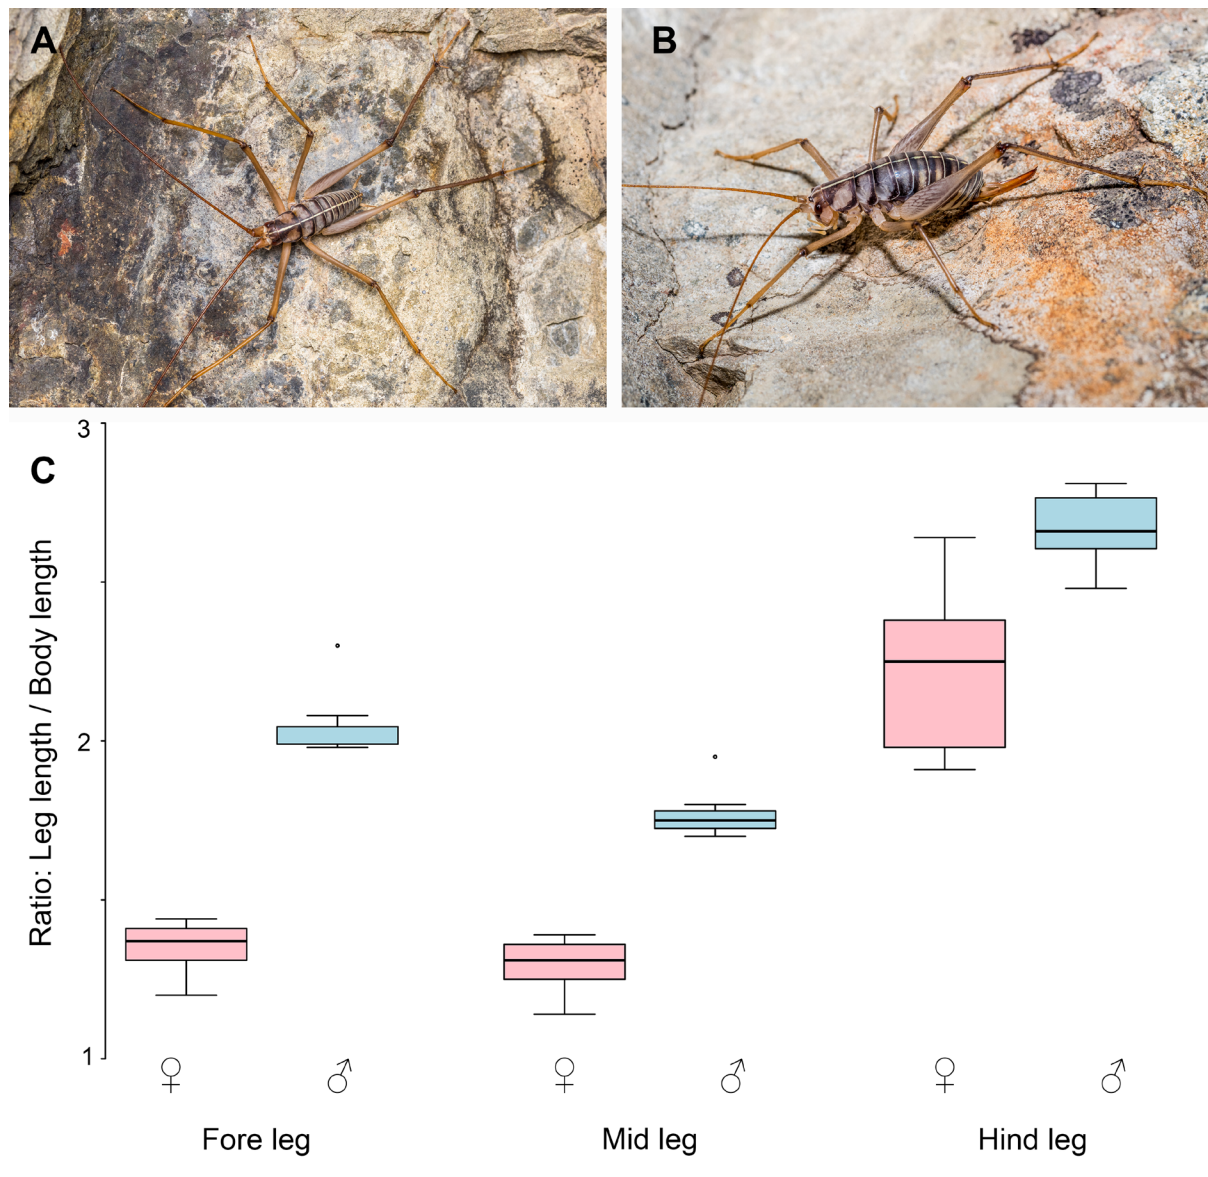 A
B
3
C
Ratio: Leg length / Body length
2
1
♀ ♂ ♀ ♂ ♀ ♂
Fore leg Mid leg Hind leg